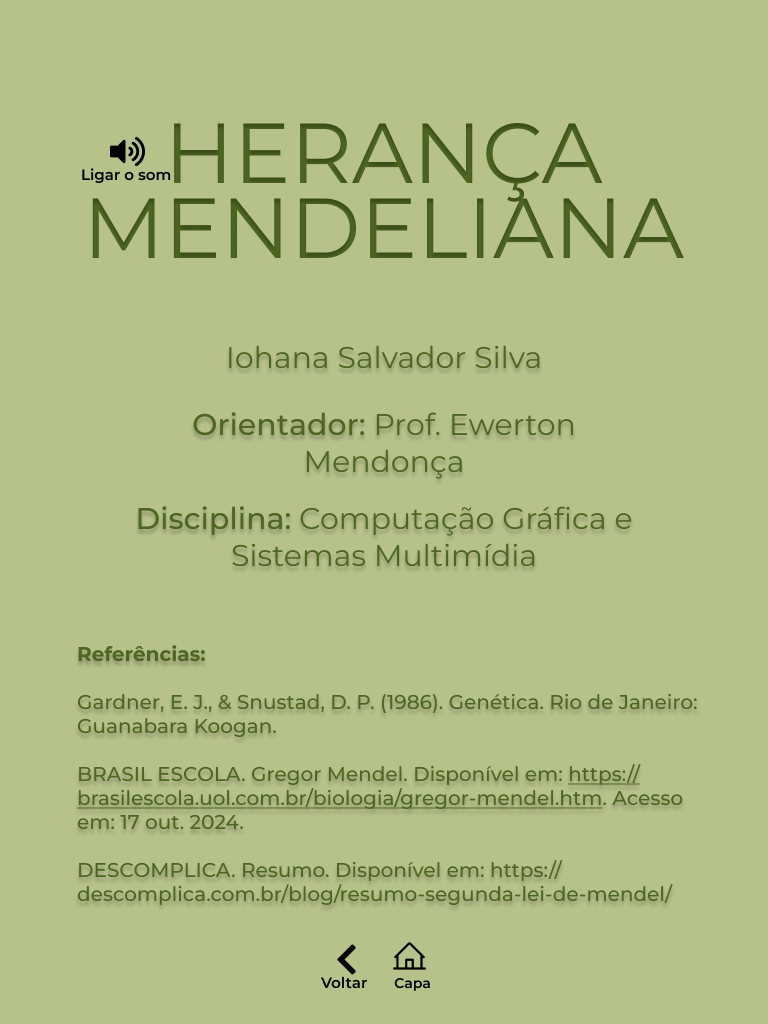 HERANÇA
Ligar o som
MENDELIANA
Iohana Salvador Silva
Orientador: Prof. Ewerton
Mendonça
Disciplina: Computação Gráfica e
Sistemas Multimídia
Referências:
Gardner, E. J., & Snustad, D. P. (1986). Genética. Rio de Janeiro:
Guanabara Koogan.
BRASIL ESCOLA. Gregor Mendel. Disponível em: https://
brasilescola.uol.com.br/biologia/gregor-mendel.htm. Acesso
em: 17 out. 2024.
DESCOMPLICA. Resumo. Disponível em: https://
descomplica.com.br/blog/resumo-segunda-lei-de-mendel/
Voltar
Capa